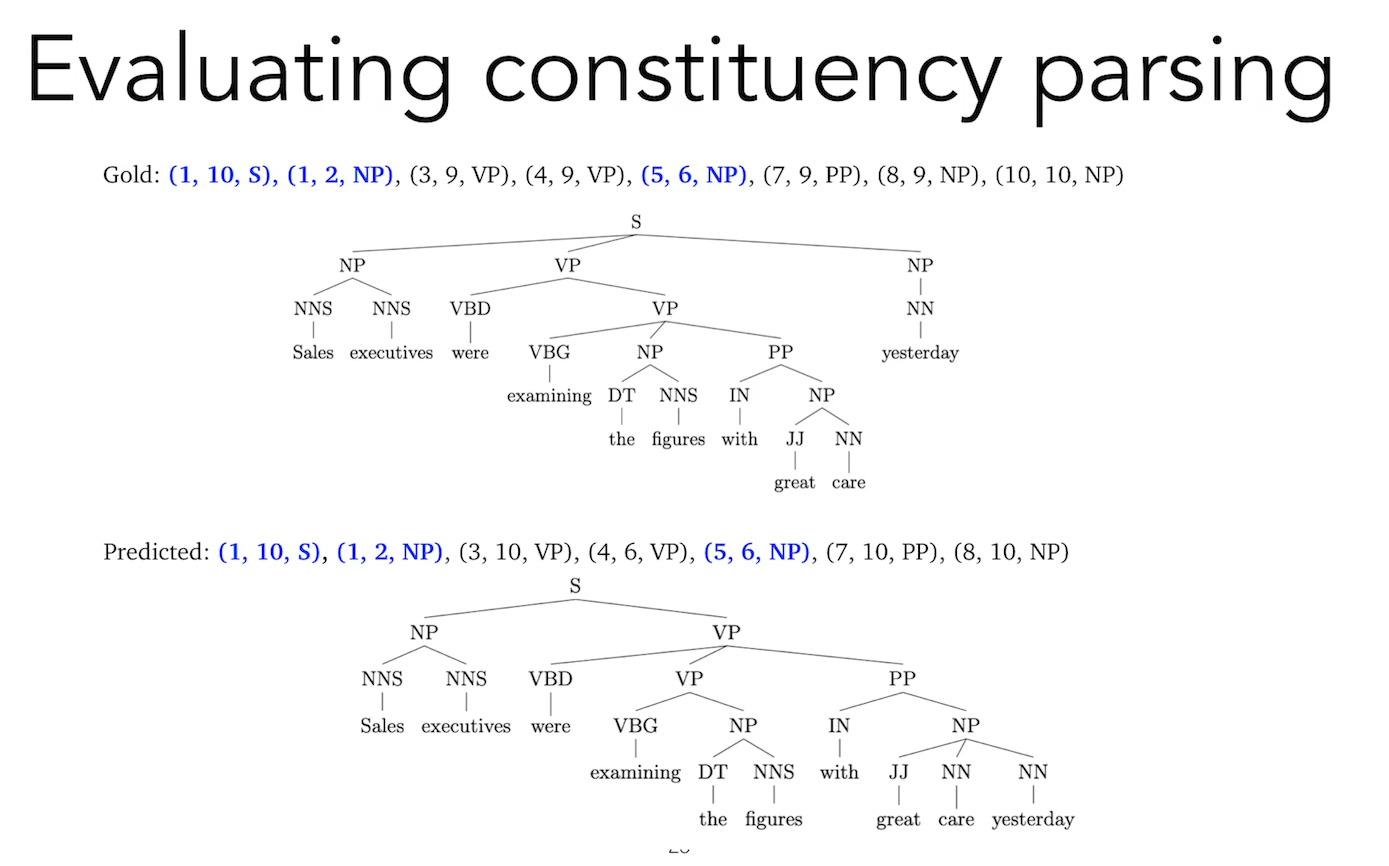 Evaluating constituency parsing
Gold: (1, 10, S), (1, 2, NP), (3, 9, VP), (4, 9, VP), (5, 6, NP), (7, 9, PP), (8, 9, NP), (10, 10, NP)
S
NP VP NP
NNS NNS VBD VP NN
Sales executives were VBG NP PP yesterday
examining DT NNS IN NP
the figures with JJ NN
great care
Predicted: (1, 10, S), (1, 2, NP), (3, 10, VP), (4, 6, VP), (5, 6, NP), (7, 10, PP), (8, 10, NP)
S
NP VP
NNS NNS VBD VP PP
Sales executives were VBG NP IN NP
examining DT NNS with JJ NN NN
the figures great care yesterday